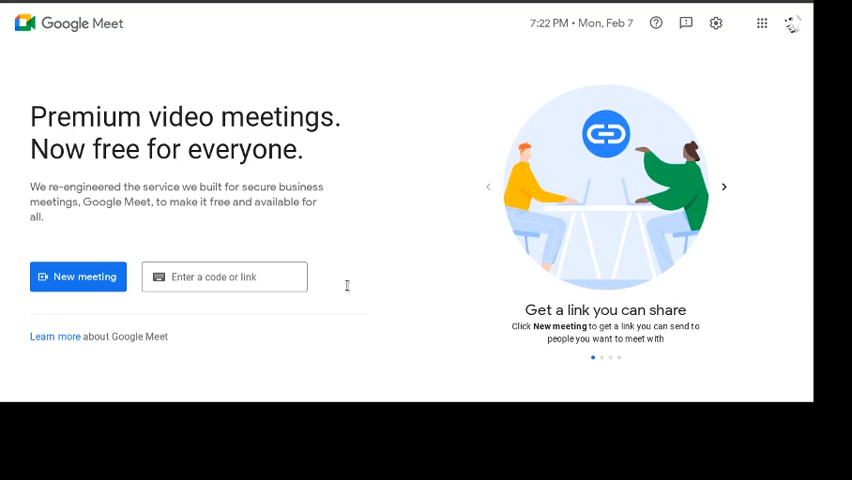 Google Meet
7:22 PM • Mon, Feb 7
Premium video meetings.
Now free for everyone.
We re-engineered the service we built for secure business
meetings, Google Meet, to make it free and available for
all.
New meeting
Enter a code or link
Learn more about Google Meet
Get a link you can share
Click New meeting to get a link you can send to
people you want to meet with